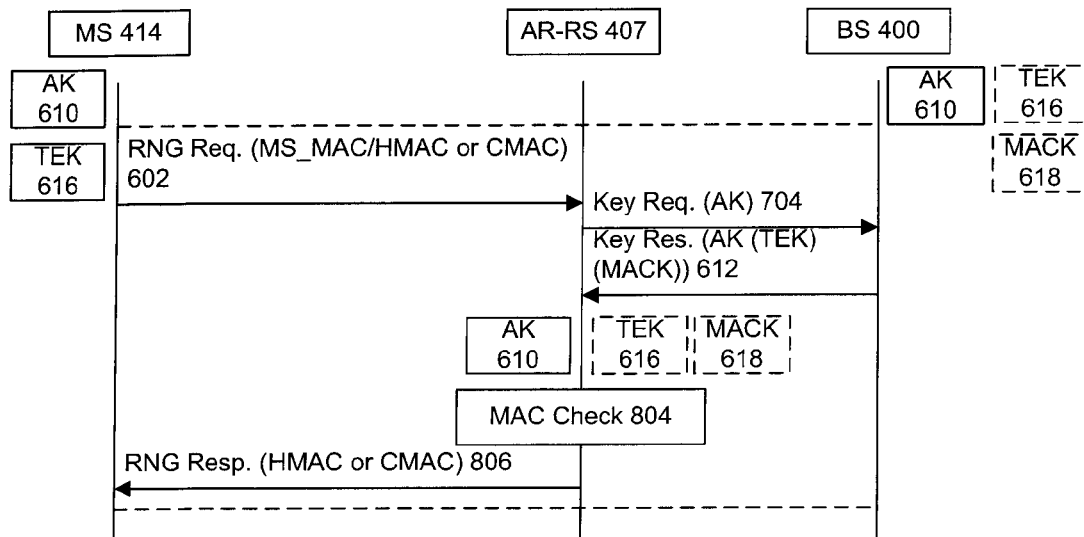 MS 414
AR-RS 407
BS 400
AK
610
TEK
616
AK
610
TEK
616
MACK
618
RNG Req. (MS_MAC/HMAC or CMAC)
602
Key Req. (AK) 704
Key Res. (AK (TEK)
(MACK)) 612
AK
610
TEK
616
MACK
618
MAC Check 804
RNG Resp. (HMAC or CMAC) 806